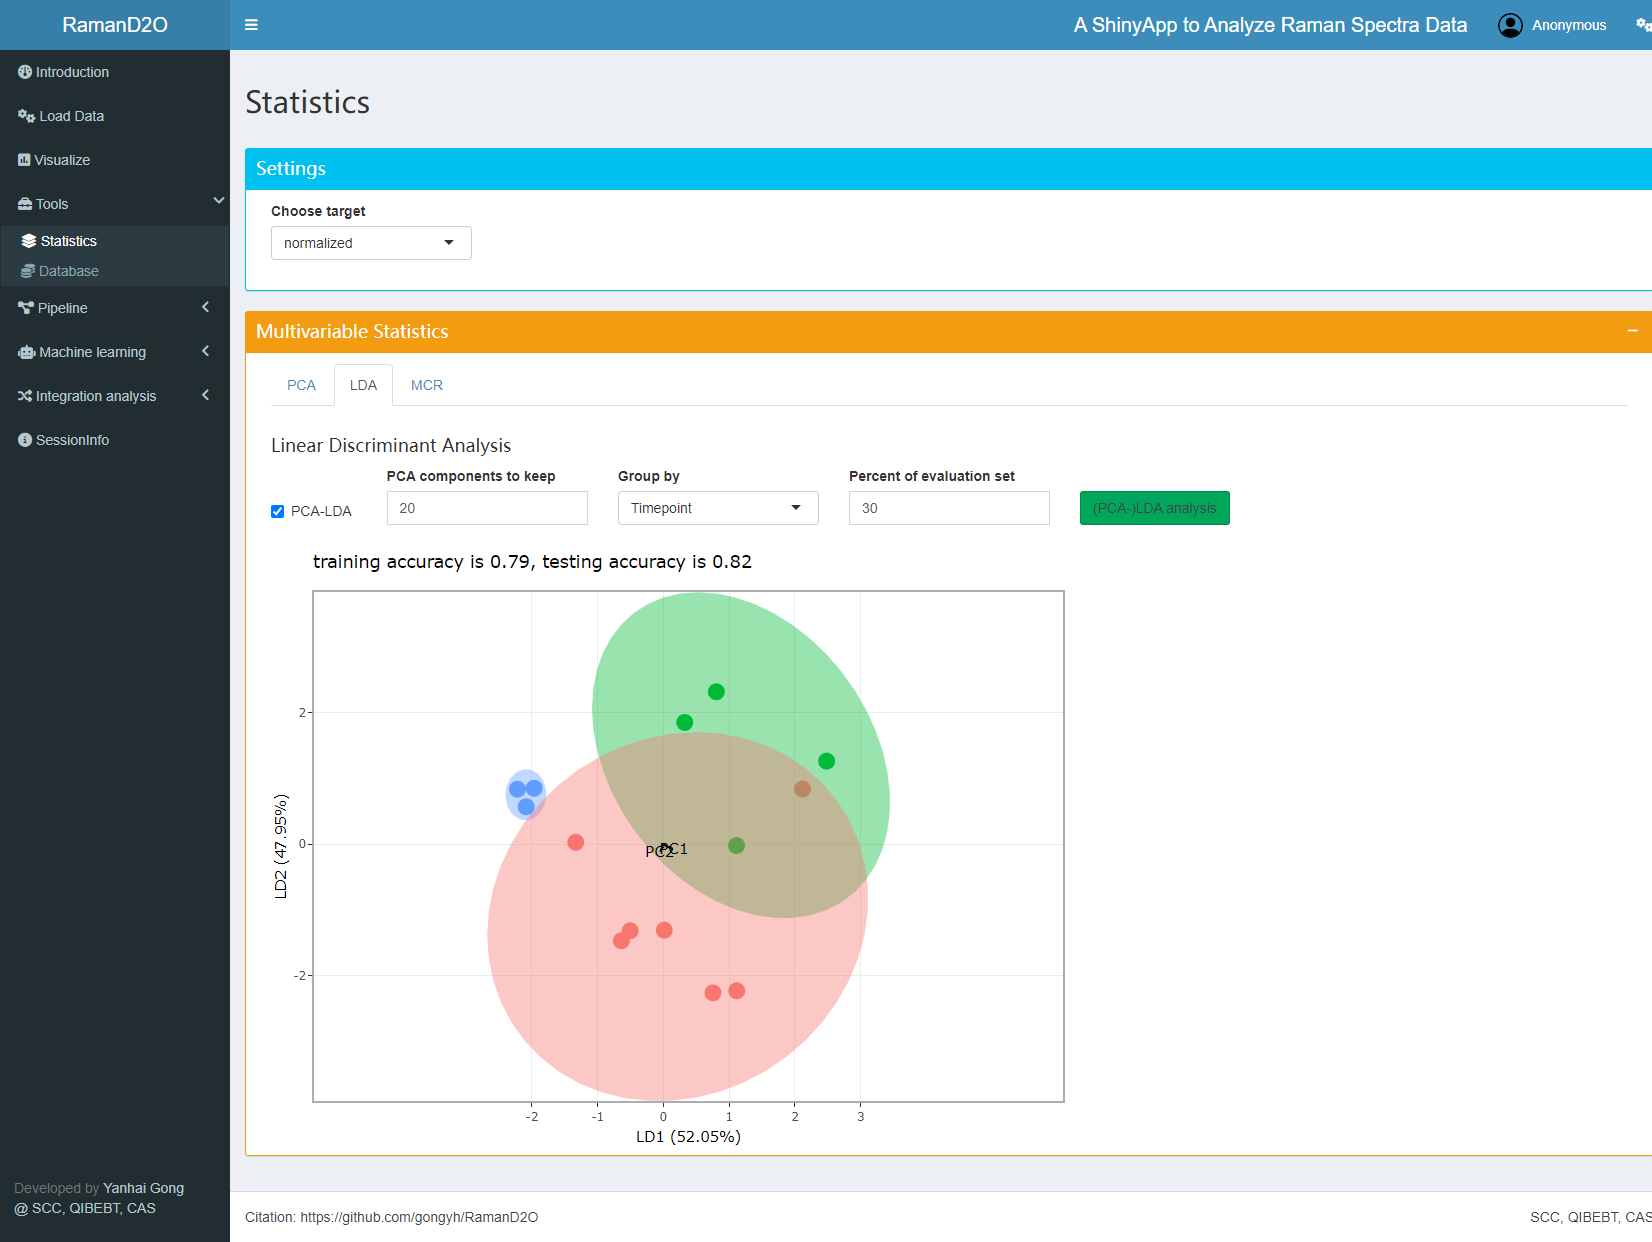 RamanD2O
A ShinyApp to Analyze Raman Spectra Data
Anonymous
Introduction
Load Data
Visualize
Tools
Statistics
Database
Pipeline
Machine learning
Integration analysis
SessionInfo
Developed by Yanhai Gong
@ SCC, QIBEBT, CAS
Statistics
Settings
Choose target
normalized
Multivariable Statistics
PCA
LDA
MCR
Linear Discriminant Analysis
PCA-LDA
PCA components to keep
20
Group by
Timepoint
Percent of evaluation set
30
(PCA-)LDA analysis
training accuracy is 0.79, testing accuracy is 0.82
LD2 (47.95%)
2
0
-2
PC1
PC2
-2 -1 0 1 2 3
LD1 (52.05%)
Citation: https://github.com/gongyh/RamanD2O
SCC, QIBEBT, CAS